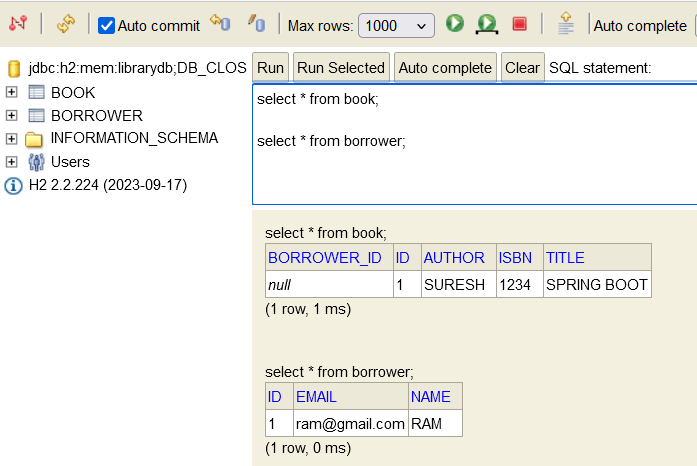 Auto commit Max rows: 1000 Auto complete
jdbc:h2:mem:librarydb;DB_CLOS Run Run Selected Auto complete Clear SQL statement:
BOOK
BORROWER
INFORMATION_SCHEMA
Users
H2 2.2.224 (2023-09-17)
select * from book;
select * from borrower;
select * from book;
BORROWER_ID ID AUTHOR ISBN TITLE
null 1 SURESH 1234 SPRING BOOT
(1 row, 1 ms)
select * from borrower;
ID EMAIL NAME
1 ram@gmail.com RAM
(1 row, 0 ms)